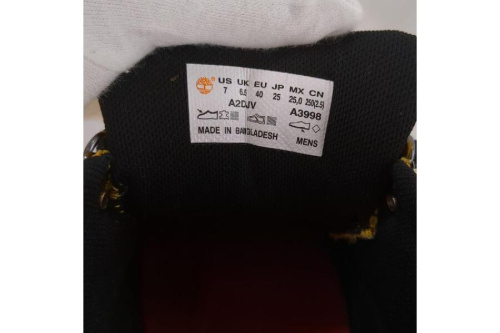 US UK EU JP MX CN
7 6.5 40 25 25,0 250(2.5)
A2DJV A3998
MADE IN BANGLADESH MENS